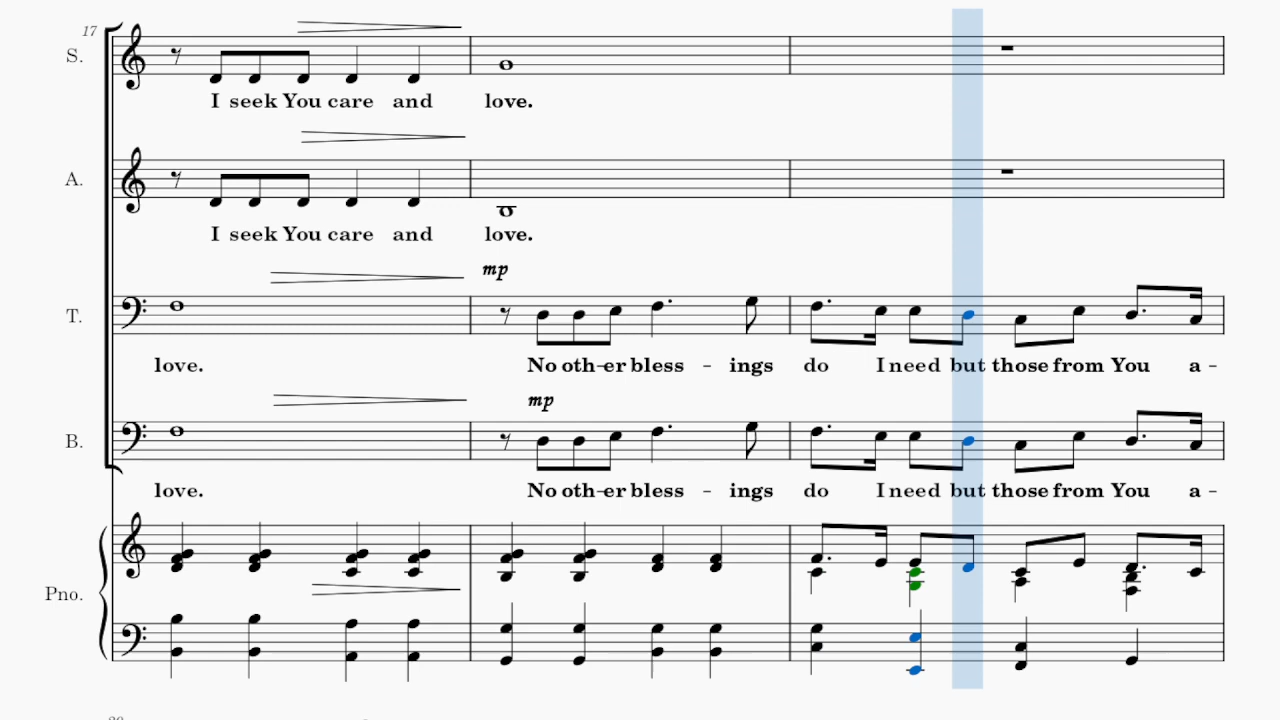 17
S.
I seek You care and love.
A.
I seek You care and love.
mp
T.
love. No oth-er bless - ings do I need but those from You a -
mp
B.
love. No oth-er bless - ings do I need but those from You a -
Pno.